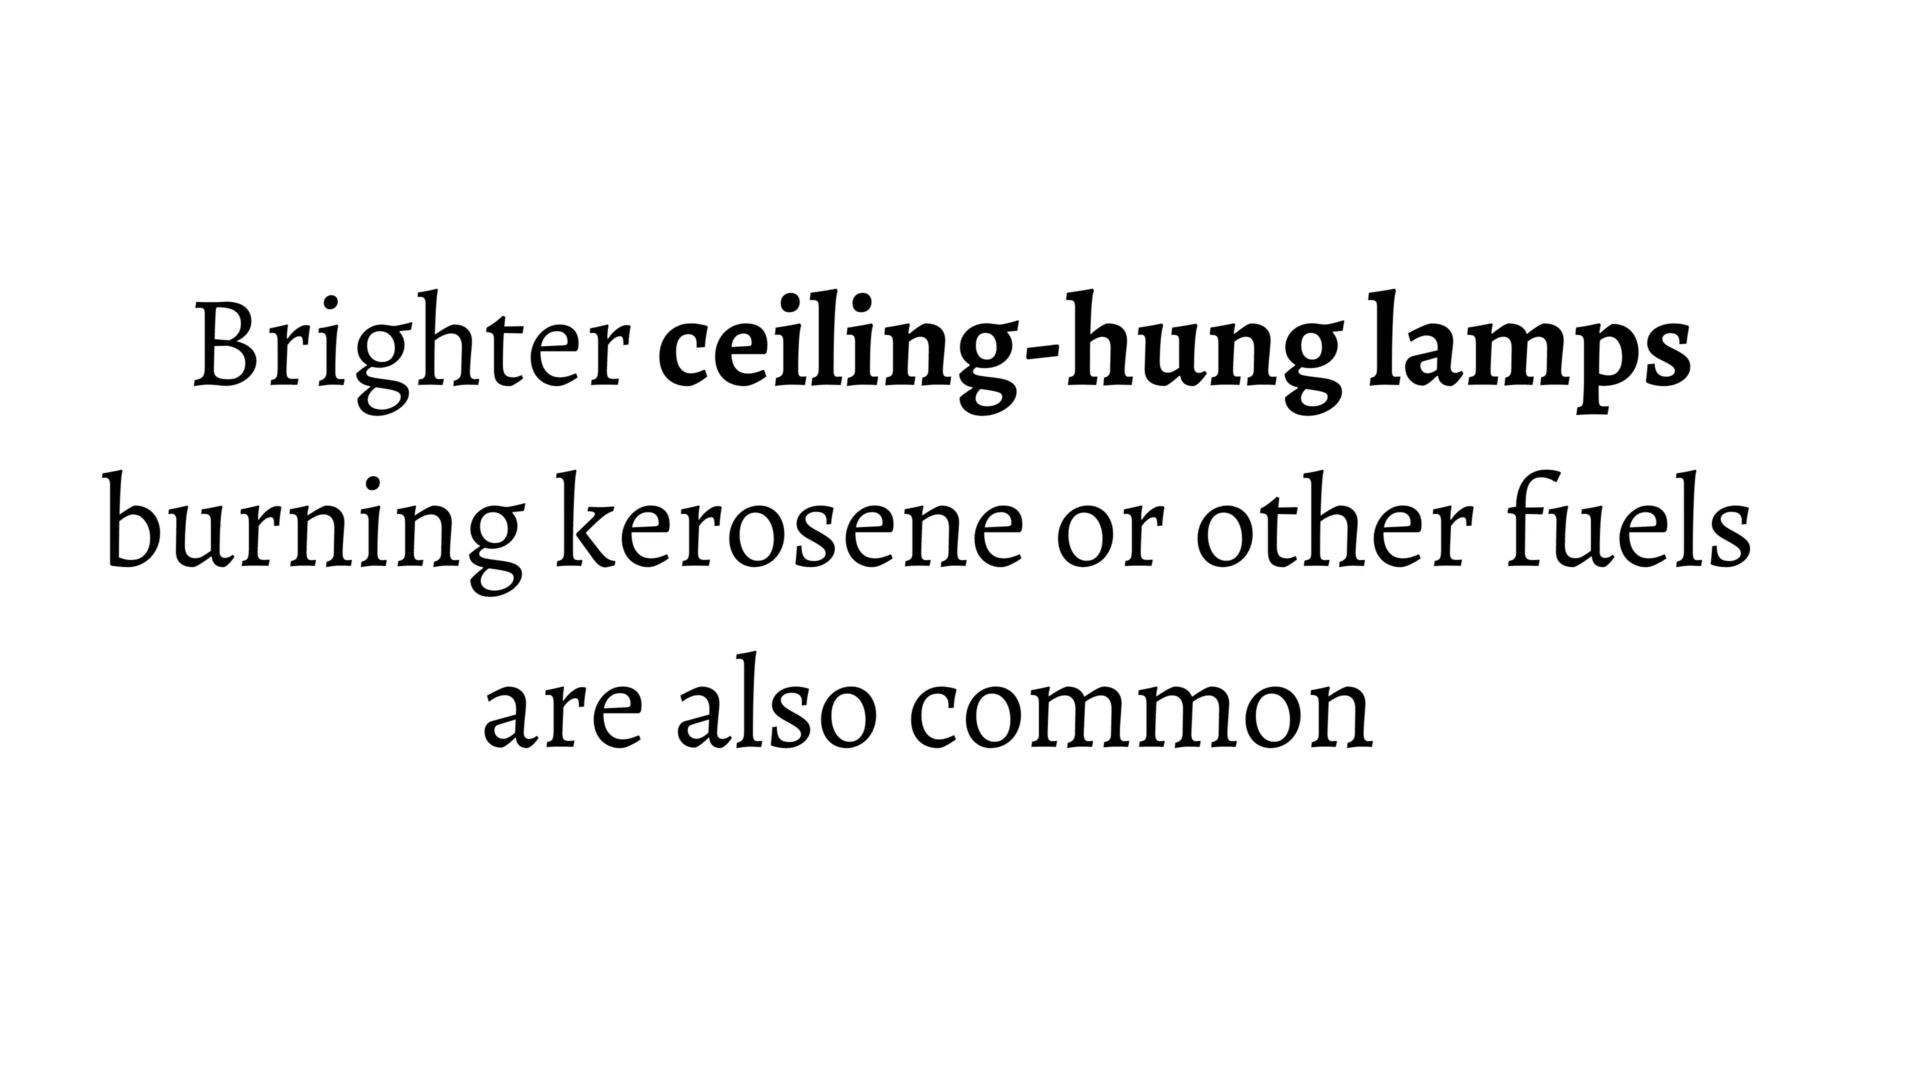 Brighter ceiling-hung lamps
burning kerosene or other fuels
are also common